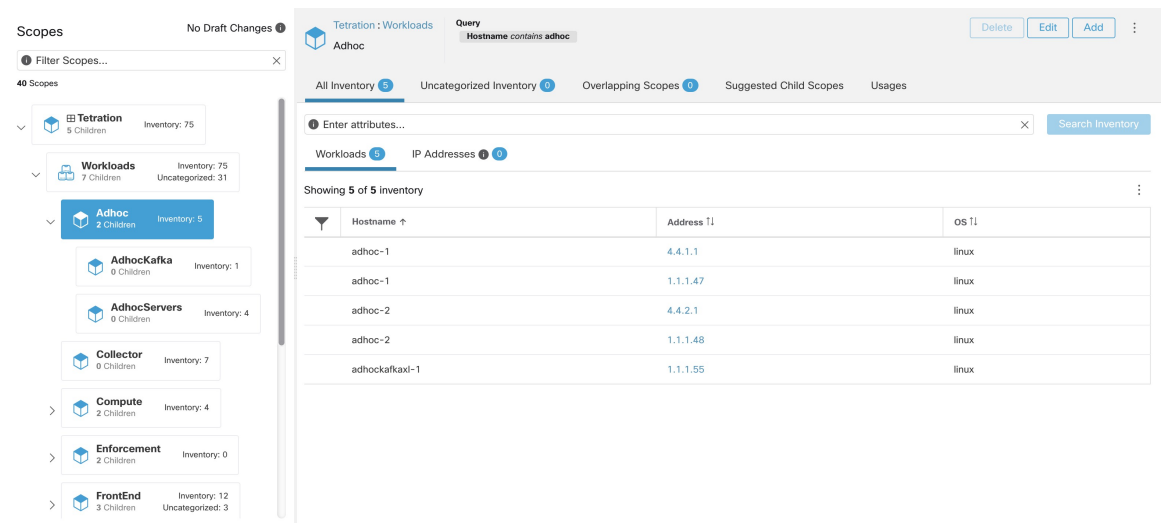 Scopes
No Draft Changes
Filter Scopes...
40 Scopes
Tetration
5 Children
Inventory: 75
Workloads
7 Children
Inventory: 75
Uncategorized: 31
Adhoc
2 Children
Inventory: 5
AdhocKafka
0 Children
Inventory: 1
AdhocServers
0 Children
Inventory: 4
Collector
0 Children
Inventory: 7
Compute
2 Children
Inventory: 4
Enforcement
2 Children
Inventory: 0
FrontEnd
3 Children
Inventory: 12
Uncategorized: 3
Tetration : Workloads
Adhoc
Query
Hostname contains adhoc
Delete Edit Add
All Inventory 5 Uncategorized Inventory 0 Overlapping Scopes 0 Suggested Child Scopes Usages
Enter attributes...
Search Inventory
Workloads 5 IP Addresses 0
Showing 5 of 5 inventory
Hostname ↑ Address ↑↓ OS ↑↓
adhoc-1 4.4.1.1 linux
adhoc-1 1.1.1.47 linux
adhoc-2 4.4.2.1 linux
adhoc-2 1.1.1.48 linux
adhockafkaxl-1 1.1.1.55 linux